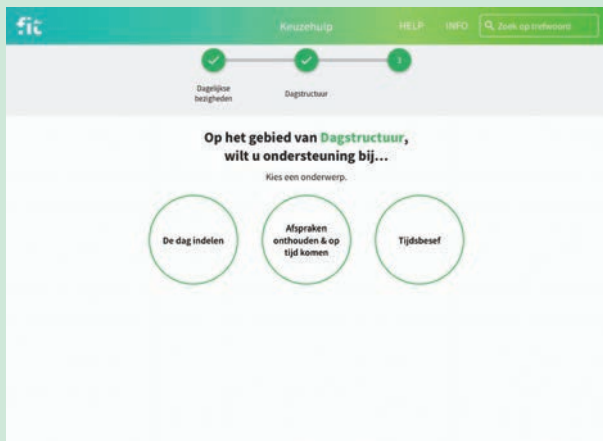 fit
Keuzehulp
HELP
INFO
Zoek op trefwoord
3
Dagelijkse
bezigheden
Dagstructuur
Op het gebied van Dagstructuur,
wilt u ondersteuning bij...
Kies een onderwerp.
De dag indelen
Afspraken
onthouden & op
tijd komen
Tijdsbesef